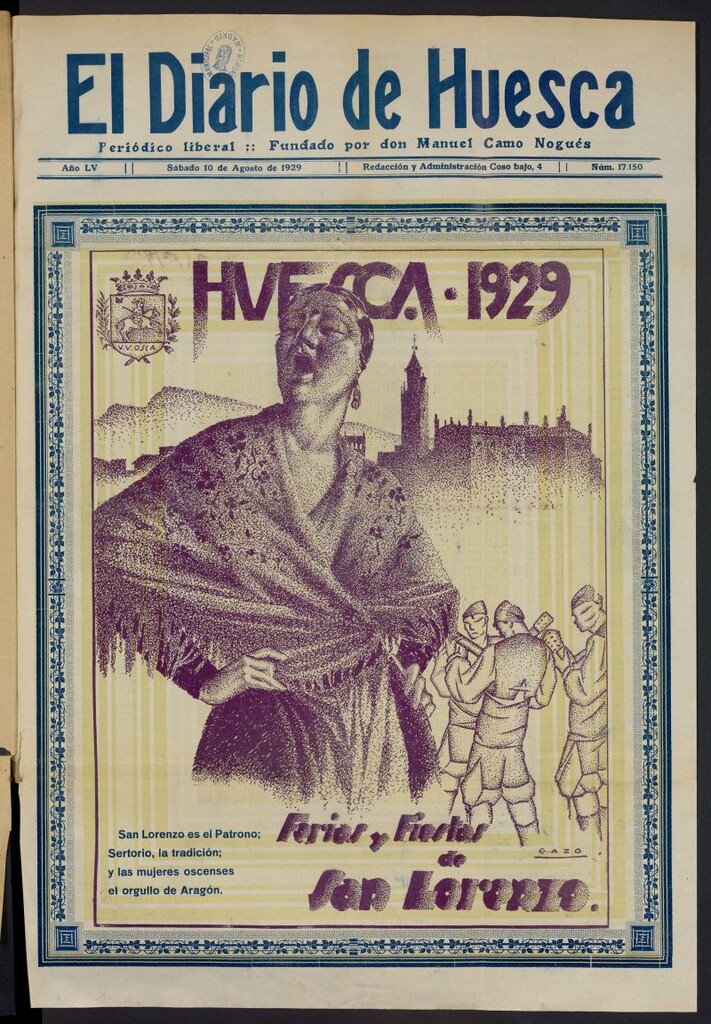 El Diario de Huesca
Periódico liberal :: Fundado por don Manuel Camo Nogués
Año LV || Sábado 10 de Agosto de 1929 || Redacción y Administración Coso bajo, 4 || Núm. 17.150
HUESCA · 1929
V.V.OSCA
San Lorenzo es el Patrono;
Sertorio, la tradición;
y las mujeres oscenses
el orgullo de Aragón.
Ferias y Fiestas
de
San Lorenzo.
GAZO